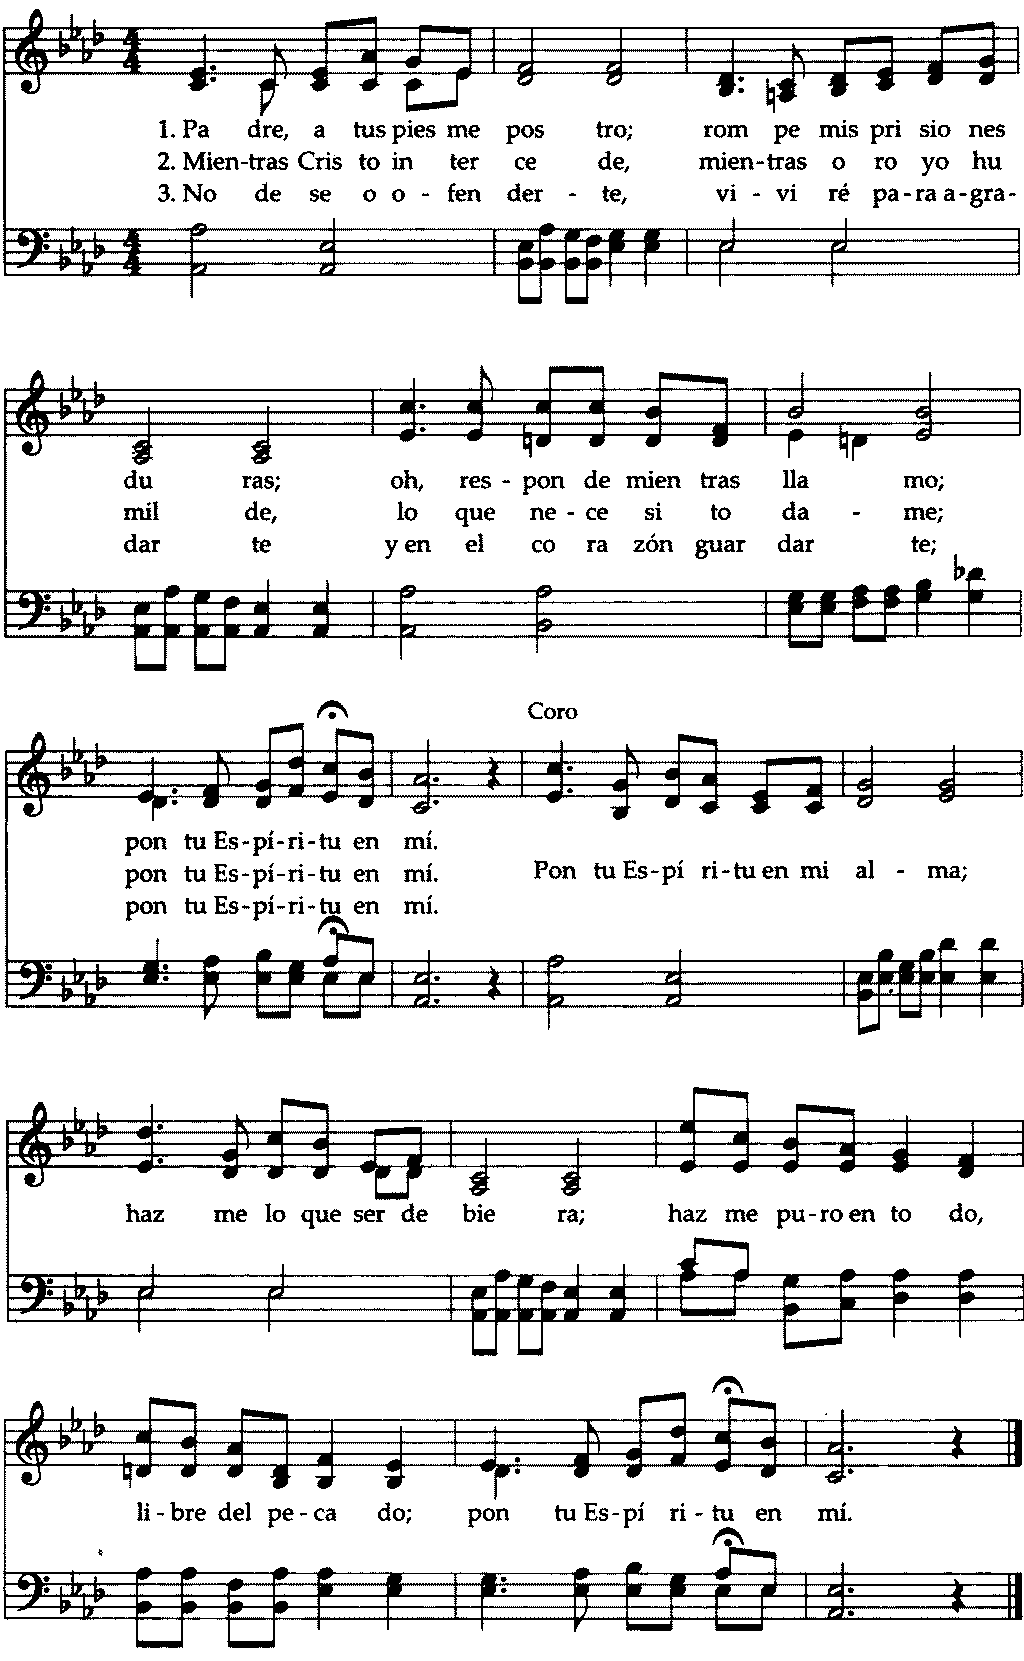 1. Pa dre, a tus pies me pos tro; rom pe mis pri sio nes
2. Mien-tras Cris to in ter ce de, mien-tras o ro yo hu
3. No de se o o - fen der - te, vi - vi ré pa-ra a-gra-
du ras; oh, res - pon de mien tras lla mo;
mil de, lo que ne - ce si to da - me;
dar te y en el co ra zón guar dar te;
Coro
pon tu Es-pí-ri-tu en mí.
pon tu Es-pí-ri-tu en mí. Pon tu Es-pí ri-tu en mi al - ma;
pon tu Es-pí-ri-tu en mí.
haz me lo que ser de bie ra; haz me pu-ro en to do,
li-bre del pe-ca do; pon tu Es-pí ri-tu en mí.